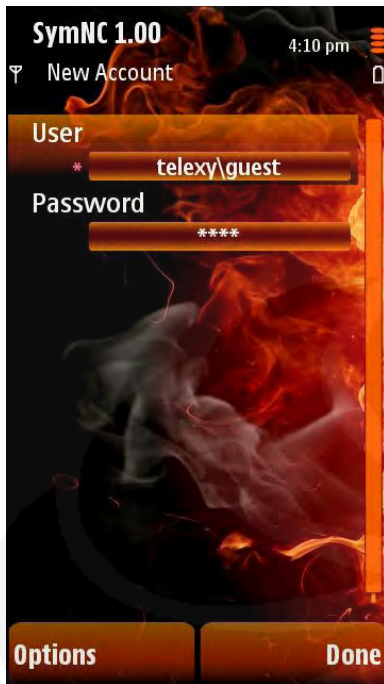 SymNC 1.00
4:10 pm
New Account
User
* telexy\guest
Password
****
Options
Done